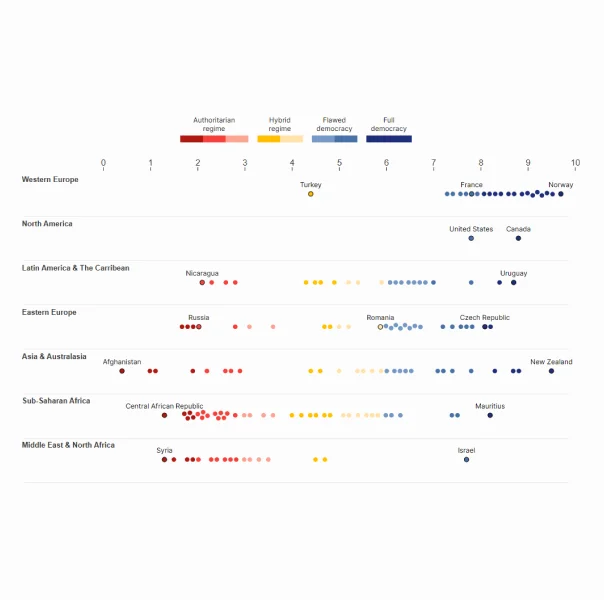 Authoritarian regime
Hybrid regime
Flawed democracy
Full democracy
0 1 2 3 4 5 6 7 8 9 10
Western Europe
Turkey France Norway
North America
United States Canada
Latin America & The Carribean
Nicaragua Uruguay
Eastern Europe
Russia Romania Czech Republic
Asia & Australasia
Afghanistan New Zealand
Sub-Saharan Africa
Central African Republic Mauritius
Middle East & North Africa
Syria Israel